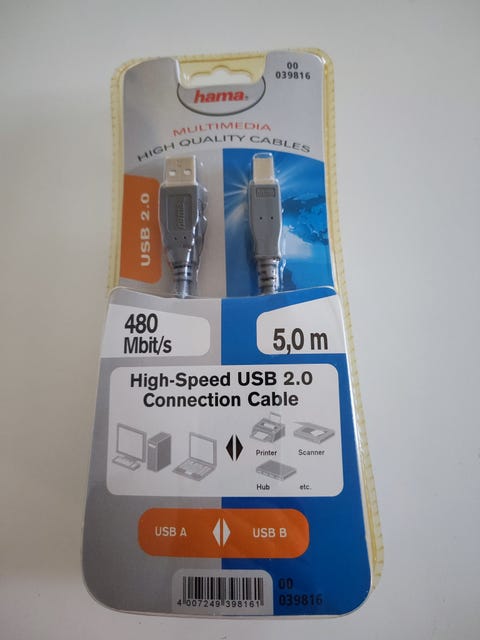 00
039816
hama®
MULTIMEDIA
HIGH QUALITY CABLES
USB 2.0
hama
480
Mbit/s
5,0 m
High-Speed USB 2.0
Connection Cable
Printer
Scanner
Hub
etc.
USB A
USB B
4 007249 398161
00
039816